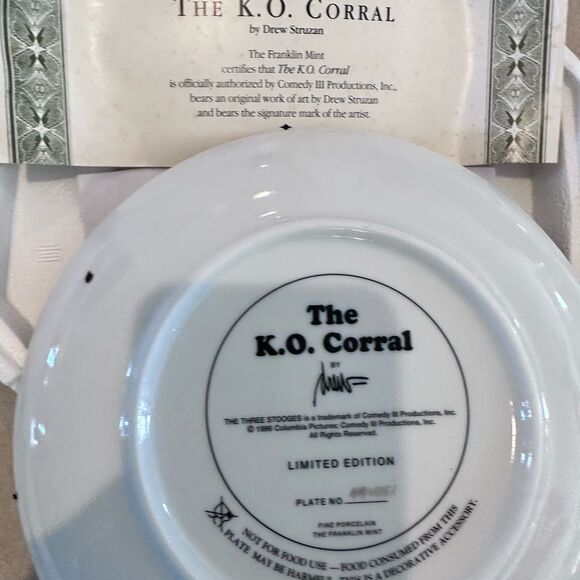 THE K.O. CORRAL
by Drew Struzan
The Franklin Mint
certifies that The K.O. Corral
is officially authorized by Comedy III Productions, Inc.,
bears an original work of art by Drew Struzan
and bears the signature mark of the artist.
The
K.O. Corral
BY
THE THREE STOOGES is a trademark of Comedy III Productions, Inc.
© 1996 Columbia Pictures; Comedy III Productions, Inc.
All Rights Reserved.
LIMITED EDITION
PLATE NO.
FINE PORCELAIN
THE FRANKLIN MINT
NOT FOR FOOD USE — FOOD CONSUMED FROM THIS
PLATE MAY BE HARMFUL. THIS IS A DECORATIVE ACCESSORY.